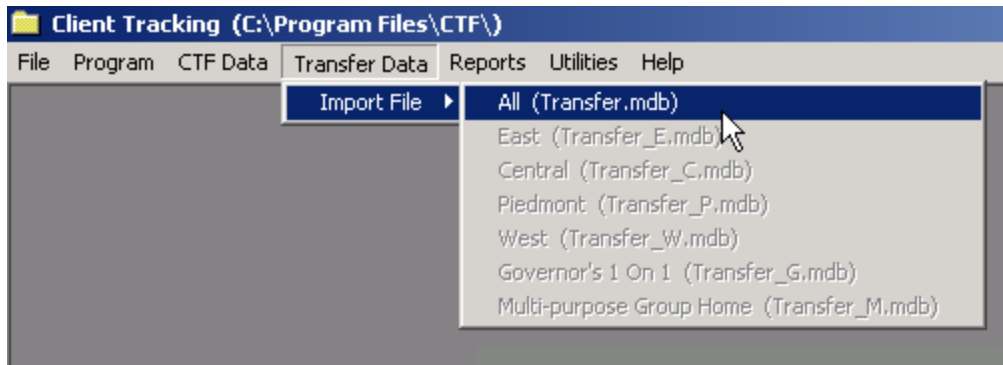 Client Tracking (C:\Program Files\CTF\)
File Program CTF Data Transfer Data Reports Utilities Help
Import File All (Transfer.mdb)
East (Transfer_E.mdb)
Central (Transfer_C.mdb)
Piedmont (Transfer_P.mdb)
West (Transfer_W.mdb)
Governor's 1 On 1 (Transfer_G.mdb)
Multi-purpose Group Home (Transfer_M.mdb)